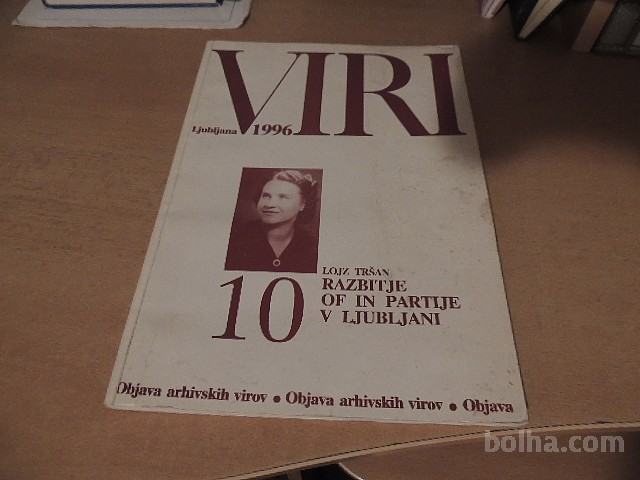 VIRI
Ljubljana 1996
10
LOJZ TRŠAN
RAZBITJE
OF IN PARTIJE
V LJUBLJANI
Objava arhivskih virov • Objava arhivskih virov • Objava
bolha.com